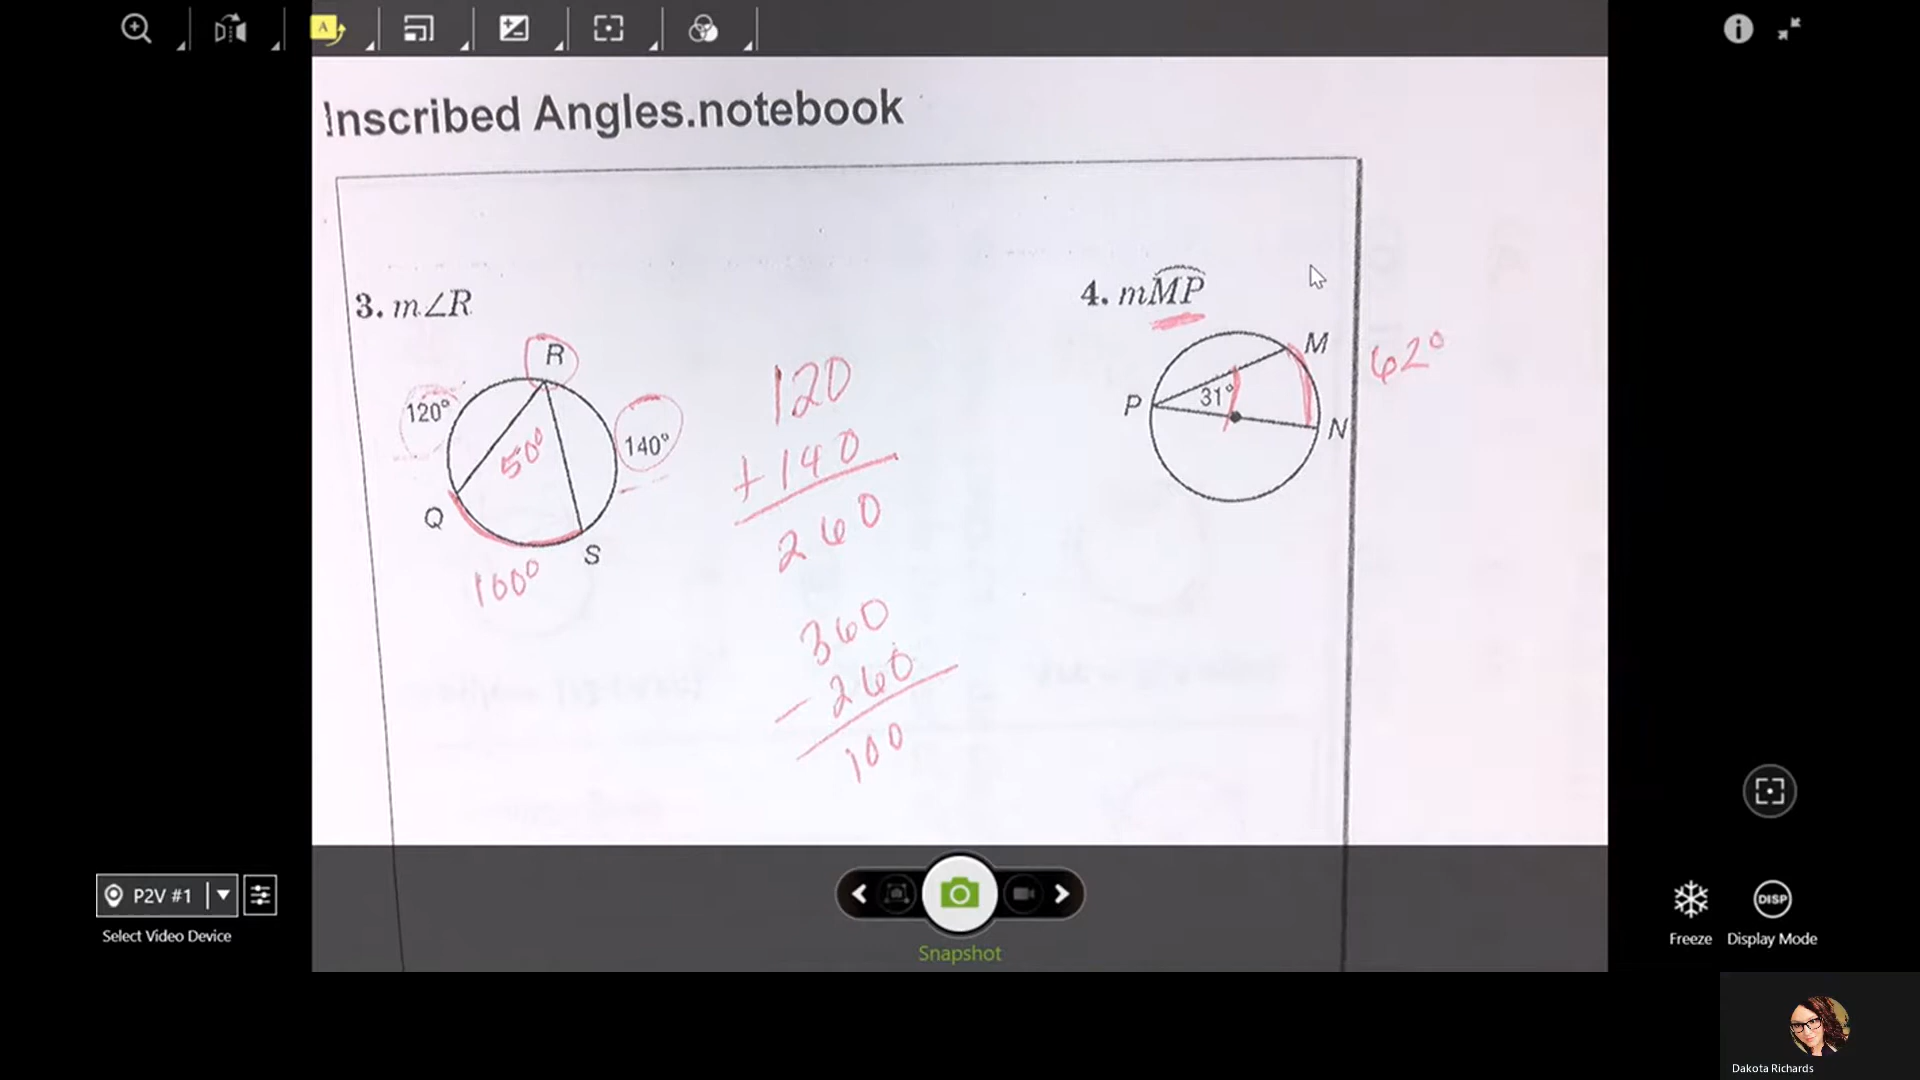 A
Inscribed Angles.notebook
3. m∠R
R
120°
140°
50°
Q
S
100°
120
+ 140
260
360
- 260
100
4. mMP
M
62°
31°
P
N
P2V #1
Select Video Device
Snapshot
DISP
Freeze
Display Mode
Dakota Richards